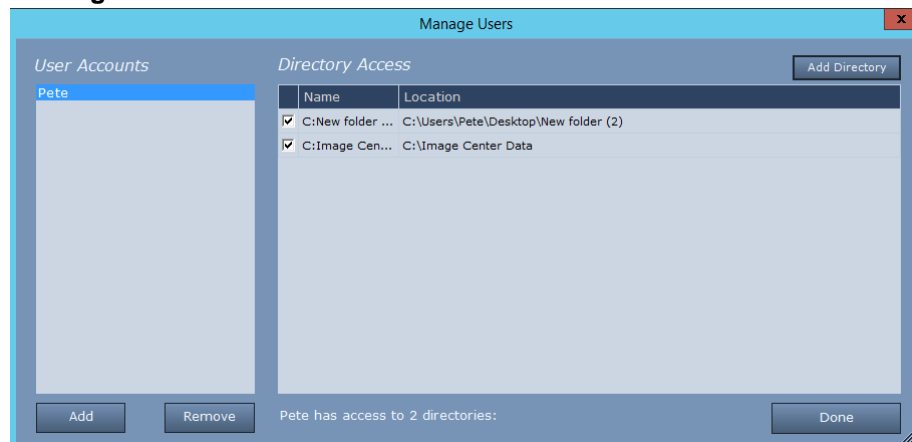 Manage Users
x
User Accounts
Directory Access
Add Directory
Pete
Name
Location
C:New folder ...
C:\Users\Pete\Desktop\New folder (2)
C:Image Cen...
C:\Image Center Data
Add
Remove
Pete has access to 2 directories:
Done